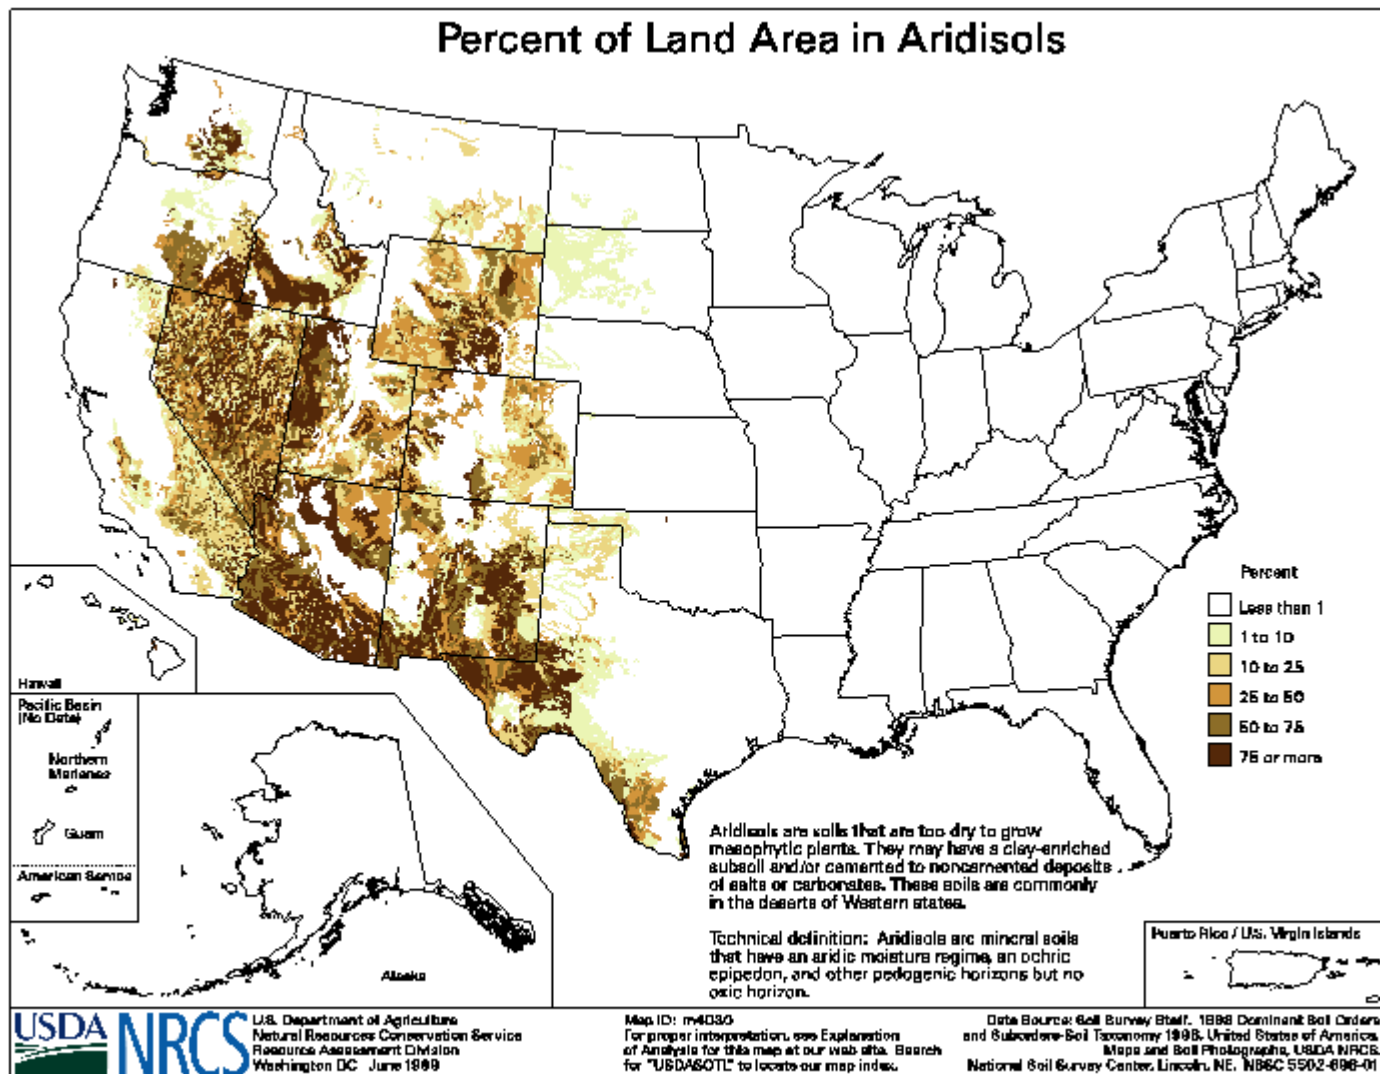 Percent of Land Area in Aridisols
Percent
Less than 1
1 to 10
10 to 25
25 to 50
50 to 75
75 or more
Hawaii
Pacific Basin
(No Data)
Northern
Marianas
Guam
American Samoa
Alaska
Aridisols are soils that are too dry to grow
mesophytic plants. They may have a clay-enriched
subsoil and/or cemented to noncemented deposits
of salts or carbonates. These soils are commonly
in the deserts of Western states.
Technical definition: Aridisols are mineral soils
that have an aridic moisture regime, an ochric
epipedon, and other pedogenic horizons but no
oxic horizon.
Puerto Rico / U.S. Virgin Islands
USDA
NRCS
U.S. Department of Agriculture
Natural Resources Conservation Service
Resource Assessment Division
Washington DC June 1999
Map ID: m4030
For proper interpretation, see Explanation
of Analysis for this map at our web site. Search
for "USDASOTL" to locate our map index.
Data Source: Soil Survey Staff. 1998 Dominant Soil Orders
and Suborders-Soil Taxonomy 1998. United States of America.
Maps and Soil Photographs, USDA NRCS.
National Soil Survey Center, Lincoln, NE. NSSC 5502-698-01